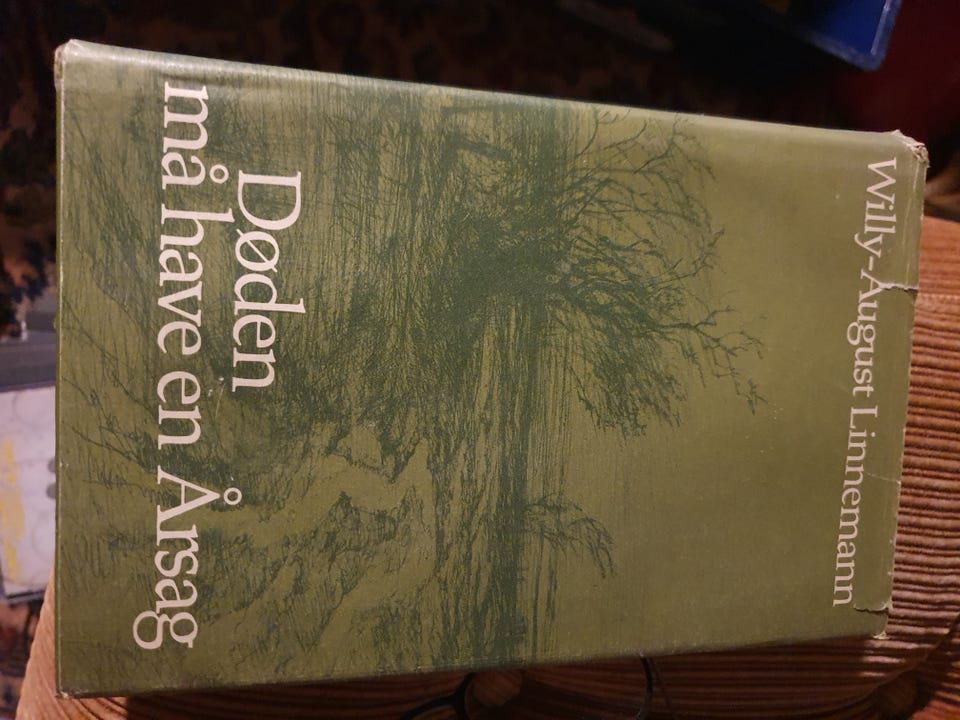 Willy-August Linnemann
Døden
må have en Årsag